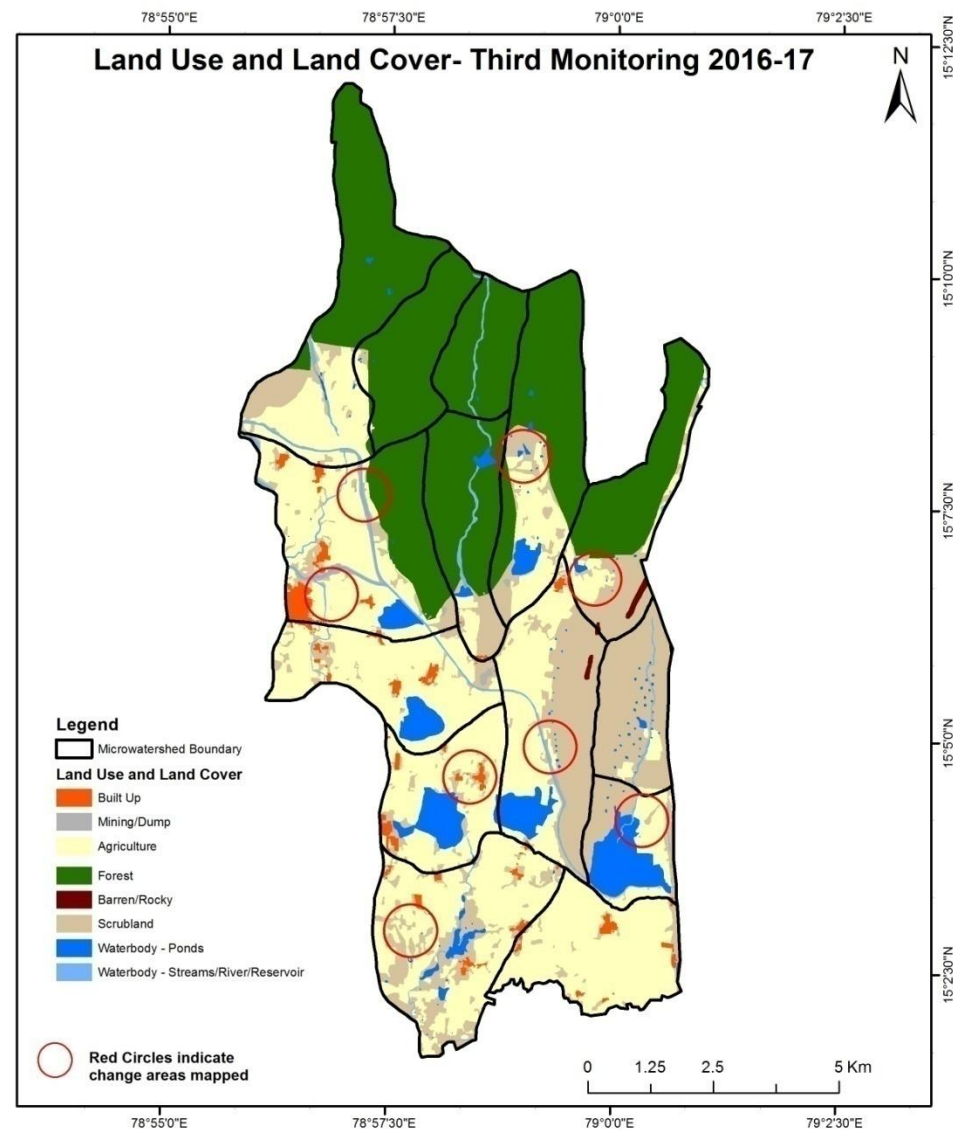 78°55'0"E 78°57'30"E 79°0'0"E 79°2'30"E
Land Use and Land Cover- Third Monitoring 2016-17
N
15°12'30"N
15°10'0"N
15°7'30"N
15°5'0"N
15°2'30"N
Legend
Microwatershed Boundary
Land Use and Land Cover
Built Up
Mining/Dump
Agriculture
Forest
Barren/Rocky
Scrubland
Waterbody - Ponds
Waterbody - Streams/River/Reservoir
Red Circles indicate
change areas mapped
0 1.25 2.5 5 Km
78°55'0"E 78°57'30"E 79°0'0"E 79°2'30"E